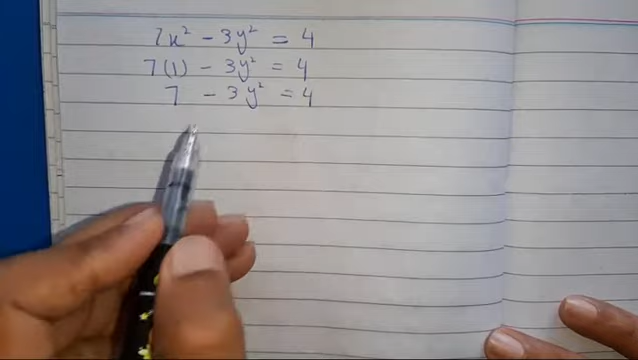 7x² - 3y² = 4
7(1) - 3y² = 4
7 - 3y² = 4